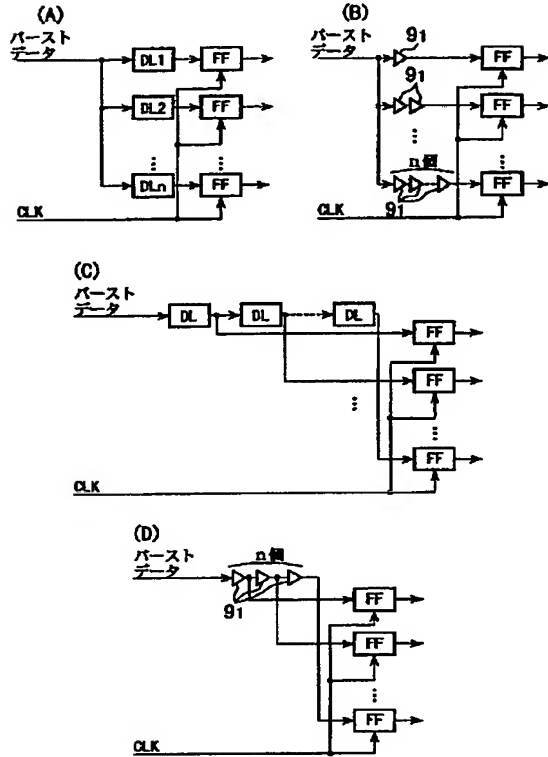 (A)
バースト
データ
DL1
FF
DL2
FF
DLn
FF
CLK
(B)
バースト
データ
91
FF
91
FF
n個
FF
91
CLK
(C)
バースト
データ
DL
DL
DL
FF
FF
FF
CLK
(D)
バースト
データ
n個
91
FF
FF
FF
CLK